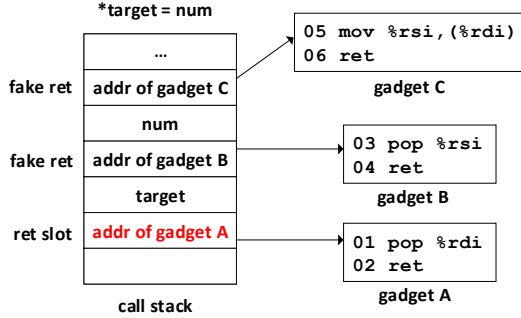 *target = num
...
fake ret
addr of gadget C
num
fake ret
addr of gadget B
target
ret slot
addr of gadget A
call stack
05 mov %rsi,(%rdi)
06 ret
gadget C
03 pop %rsi
04 ret
gadget B
01 pop %rdi
02 ret
gadget A